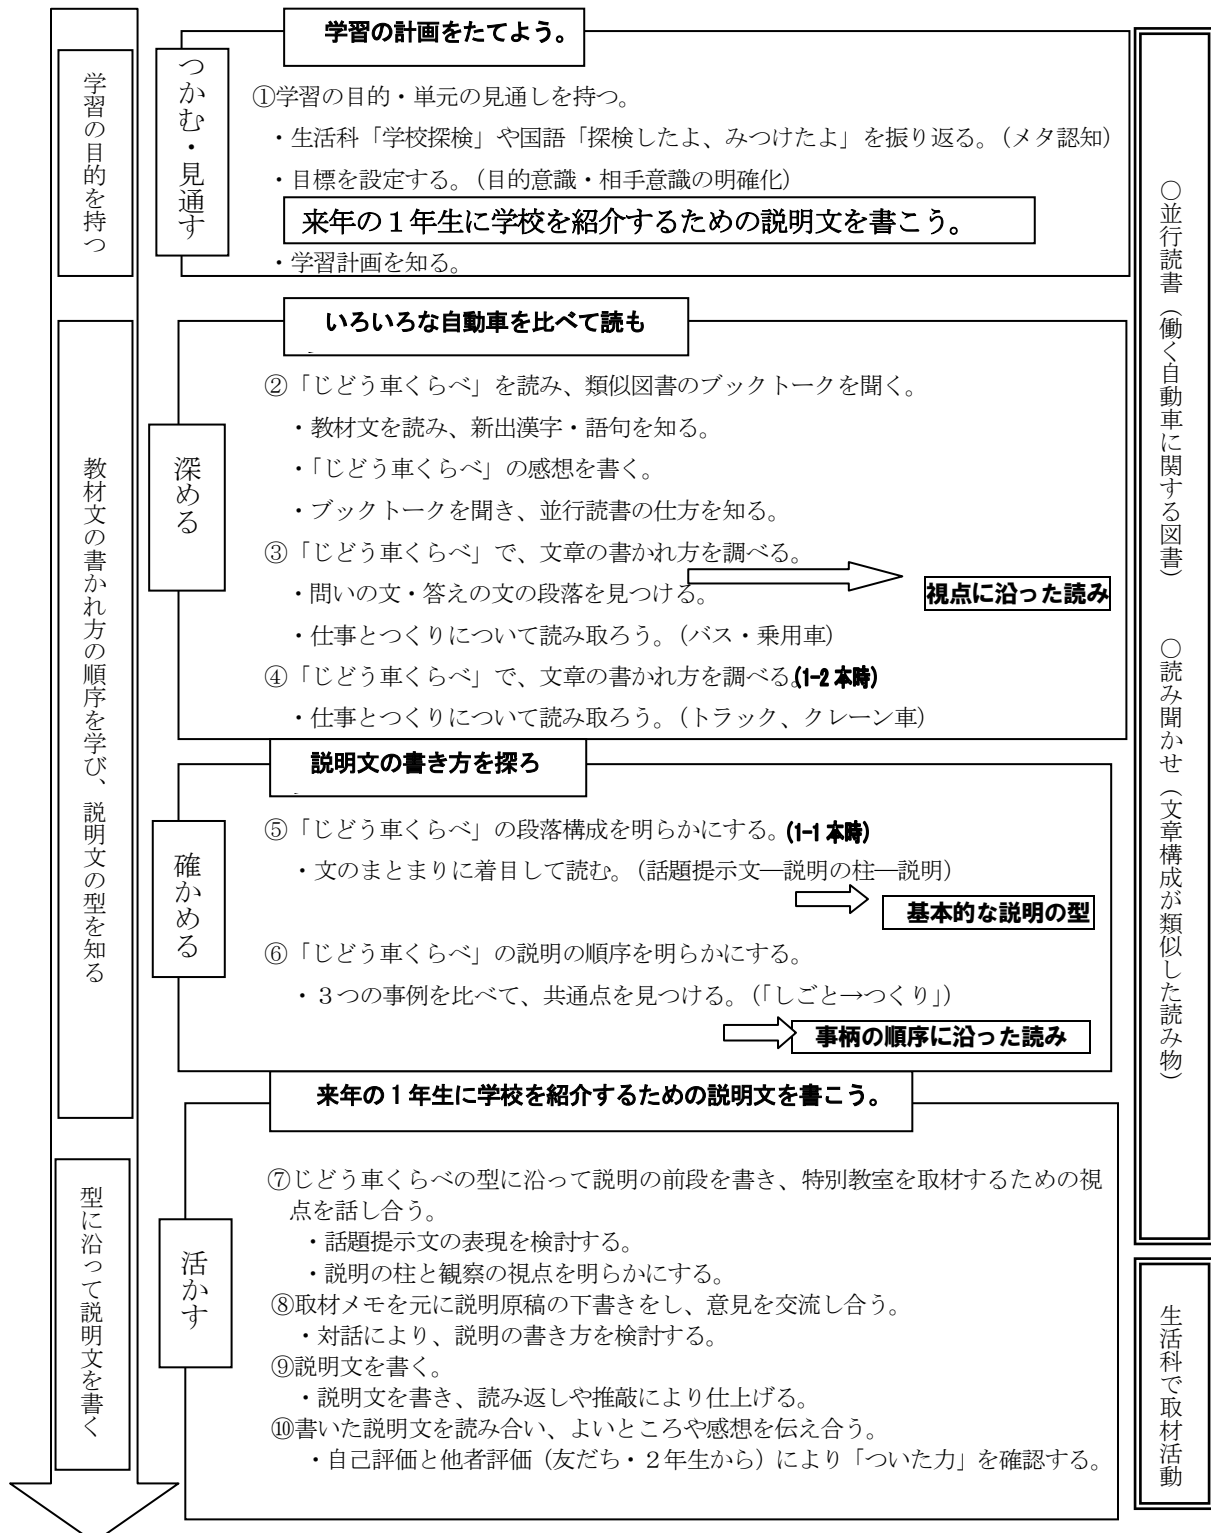 学習の計画をたてよう。
学習の目的を持つ
つかむ・見通す
①学習の目的・単元の見通しを持つ。
・生活科「学校探検」や国語「探検したよ、みつけたよ」を振り返る。（メタ認知）
・目標を設定する。（目的意識・相手意識の明確化）
来年の１年生に学校を紹介するための説明文を書こう。
・学習計画を知る。
いろいろな自動車を比べて読も
教材文の書かれ方の順序を学び、説明文の型を知る
深める
②「じどう車くらべ」を読み、類似図書のブックトークを聞く。
・教材文を読み、新出漢字・語句を知る。
・「じどう車くらべ」の感想を書く。
・ブックトークを聞き、並行読書の仕方を知る。
③「じどう車くらべ」で、文章の書かれ方を調べる。
・問いの文・答えの文の段落を見つける。
視点に沿った読み
・仕事とつくりについて読み取ろう。（バス・乗用車）
④「じどう車くらべ」で、文章の書かれ方を調べる。(1-2 本時)
・仕事とつくりについて読み取ろう。（トラック、クレーン車）
説明文の書き方を探ろ
確かめる
⑤「じどう車くらべ」の段落構成を明らかにする。(1-1 本時)
・文のまとまりに着目して読む。（話題提示文―説明の柱―説明）
基本的な説明の型
⑥「じどう車くらべ」の説明の順序を明らかにする。
・３つの事例を比べて、共通点を見つける。（「しごと→つくり」）
事柄の順序に沿った読み
来年の１年生に学校を紹介するための説明文を書こう。
型に沿って説明文を書く
活かす
⑦じどう車くらべの型に沿って説明の前段を書き、特別教室を取材するための視
点を話し合う。
・話題提示文の表現を検討する。
・説明の柱と観察の視点を明らかにする。
⑧取材メモを元に説明原稿の下書きをし、意見を交流し合う。
・対話により、説明の書き方を検討する。
⑨説明文を書く。
・説明文を書き、読み返しや推敲により仕上げる。
⑩書いた説明文を読み合い、よいところや感想を伝え合う。
・自己評価と他者評価（友だち・２年生から）により「ついた力」を確認する。
○並行読書（働く自動車に関する図書）　○読み聞かせ（文章構成が類似した読み物）
生活科で取材活動